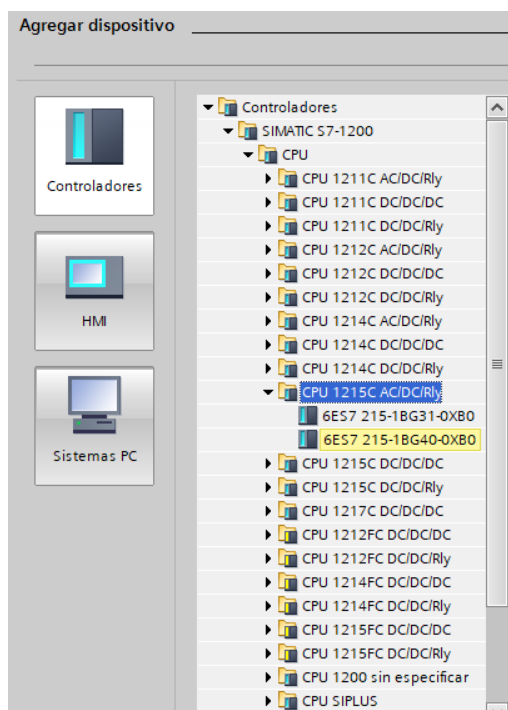 Agregar dispositivo
Controladores
HMI
Sistemas PC
Controladores
SIMATIC S7-1200
CPU
CPU 1211C AC/DC/Rly
CPU 1211C DC/DC/DC
CPU 1211C DC/DC/Rly
CPU 1212C AC/DC/Rly
CPU 1212C DC/DC/DC
CPU 1212C DC/DC/Rly
CPU 1214C AC/DC/Rly
CPU 1214C DC/DC/DC
CPU 1214C DC/DC/Rly
CPU 1215C AC/DC/Rly
6ES7 215-1BG31-0XB0
6ES7 215-1BG40-0XB0
CPU 1215C DC/DC/DC
CPU 1215C DC/DC/Rly
CPU 1217C DC/DC/DC
CPU 1212FC DC/DC/DC
CPU 1212FC DC/DC/Rly
CPU 1214FC DC/DC/DC
CPU 1214FC DC/DC/Rly
CPU 1215FC DC/DC/DC
CPU 1215FC DC/DC/Rly
CPU 1200 sin especificar
CPU SIPLUS